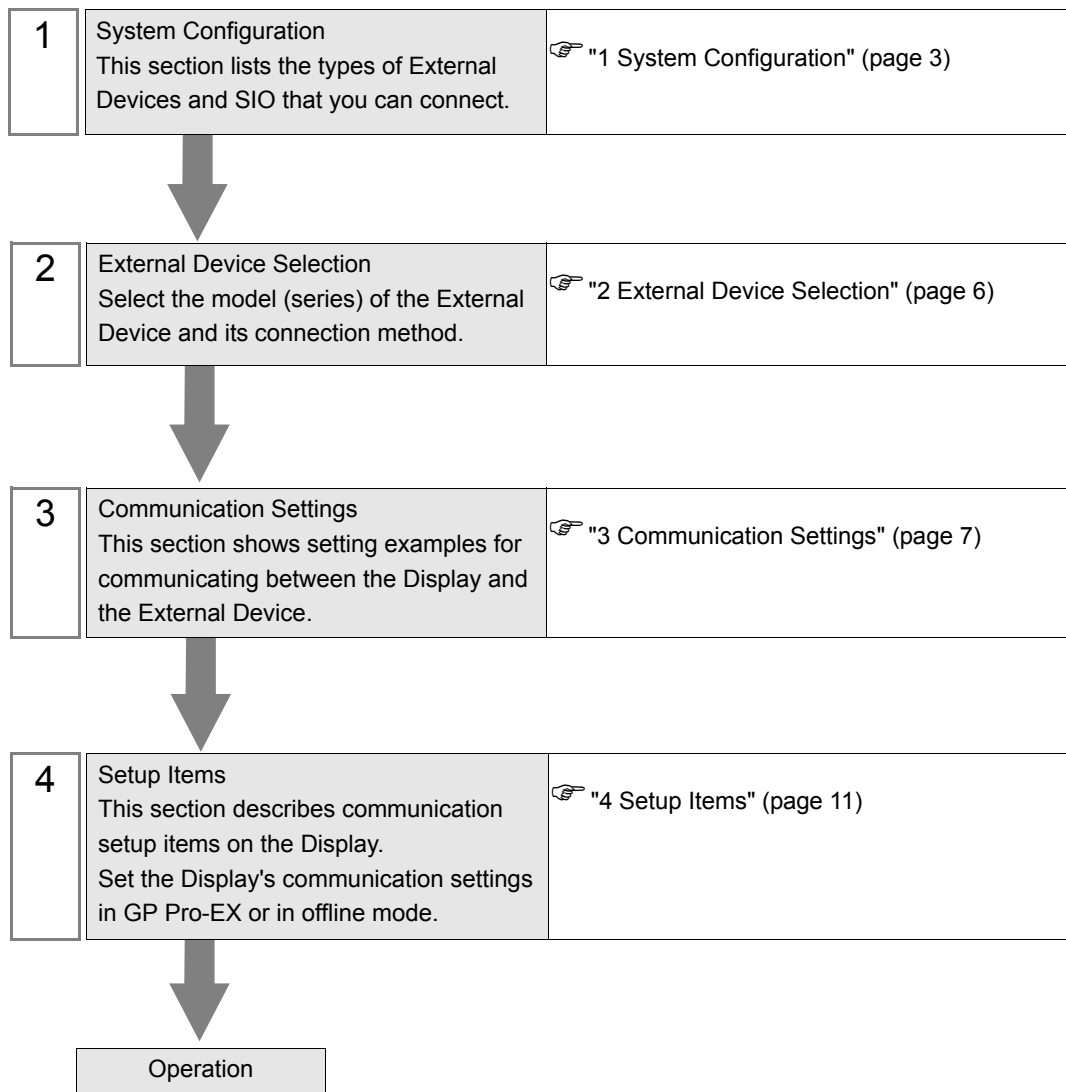 1
System Configuration
This section lists the types of External
Devices and SIO that you can connect.
"1 System Configuration" (page 3)
2
External Device Selection
Select the model (series) of the External
Device and its connection method.
"2 External Device Selection" (page 6)
3
Communication Settings
This section shows setting examples for
communicating between the Display and
the External Device.
"3 Communication Settings" (page 7)
4
Setup Items
This section describes communication
setup items on the Display.
Set the Display's communication settings
in GP Pro-EX or in offline mode.
"4 Setup Items" (page 11)
Operation